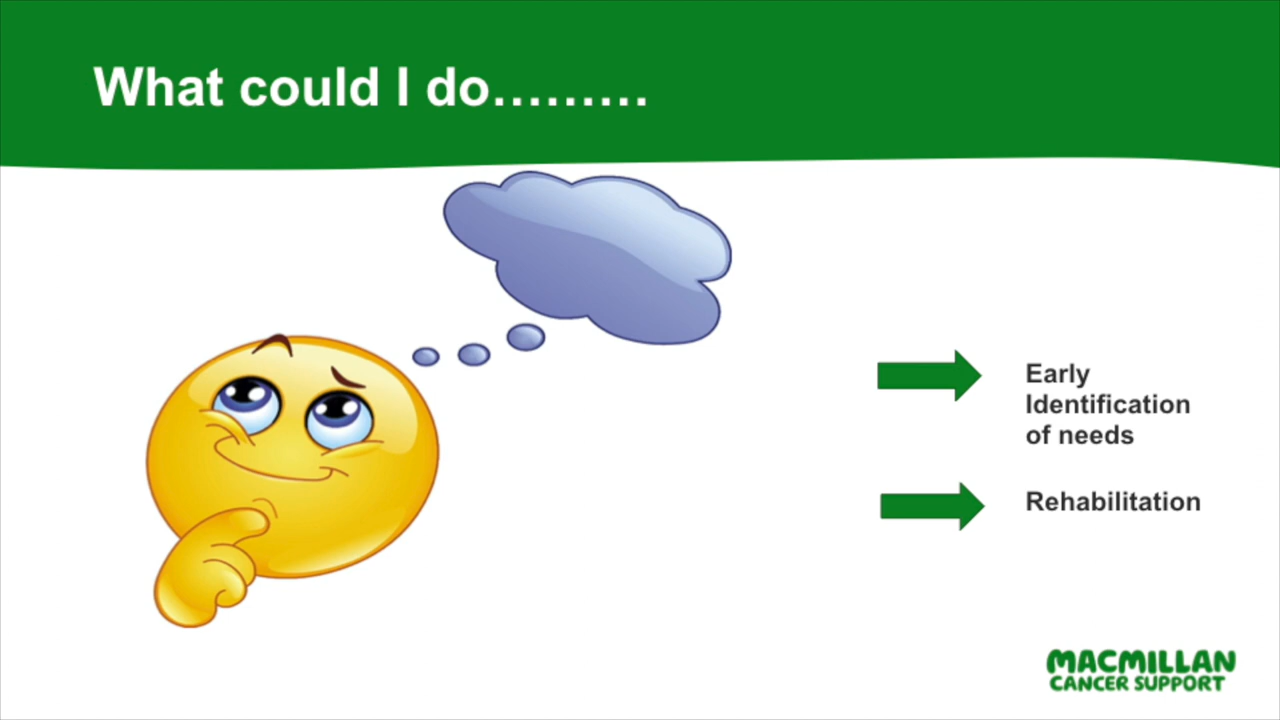 What could I do.........
Early
Identification
of needs
Rehabilitation
MACMILLAN
CANCER SUPPORT